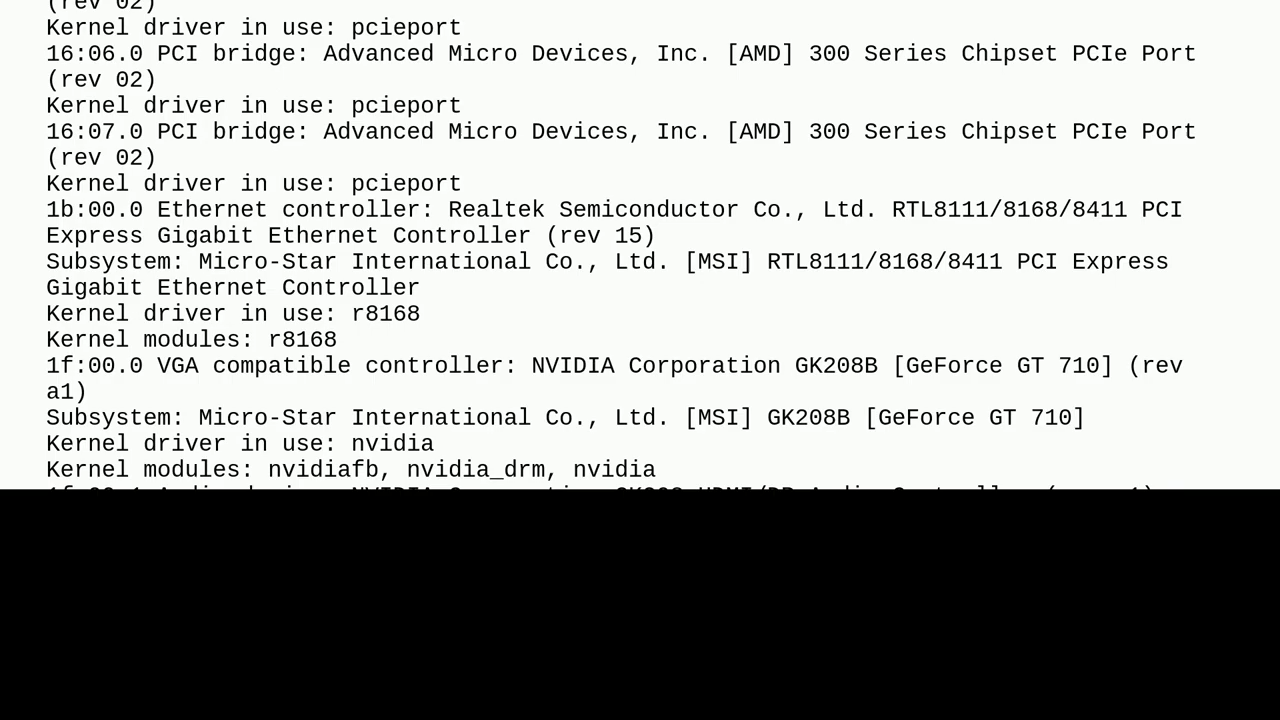 (rev 02)
Kernel driver in use: pcieport
16:06.0 PCI bridge: Advanced Micro Devices, Inc. [AMD] 300 Series Chipset PCIe Port
(rev 02)
Kernel driver in use: pcieport
16:07.0 PCI bridge: Advanced Micro Devices, Inc. [AMD] 300 Series Chipset PCIe Port
(rev 02)
Kernel driver in use: pcieport
1b:00.0 Ethernet controller: Realtek Semiconductor Co., Ltd. RTL8111/8168/8411 PCI
Express Gigabit Ethernet Controller (rev 15)
Subsystem: Micro-Star International Co., Ltd. [MSI] RTL8111/8168/8411 PCI Express
Gigabit Ethernet Controller
Kernel driver in use: r8168
Kernel modules: r8168
1f:00.0 VGA compatible controller: NVIDIA Corporation GK208B [GeForce GT 710] (rev
a1)
Subsystem: Micro-Star International Co., Ltd. [MSI] GK208B [GeForce GT 710]
Kernel driver in use: nvidia
Kernel modules: nvidiafb, nvidia_drm, nvidia